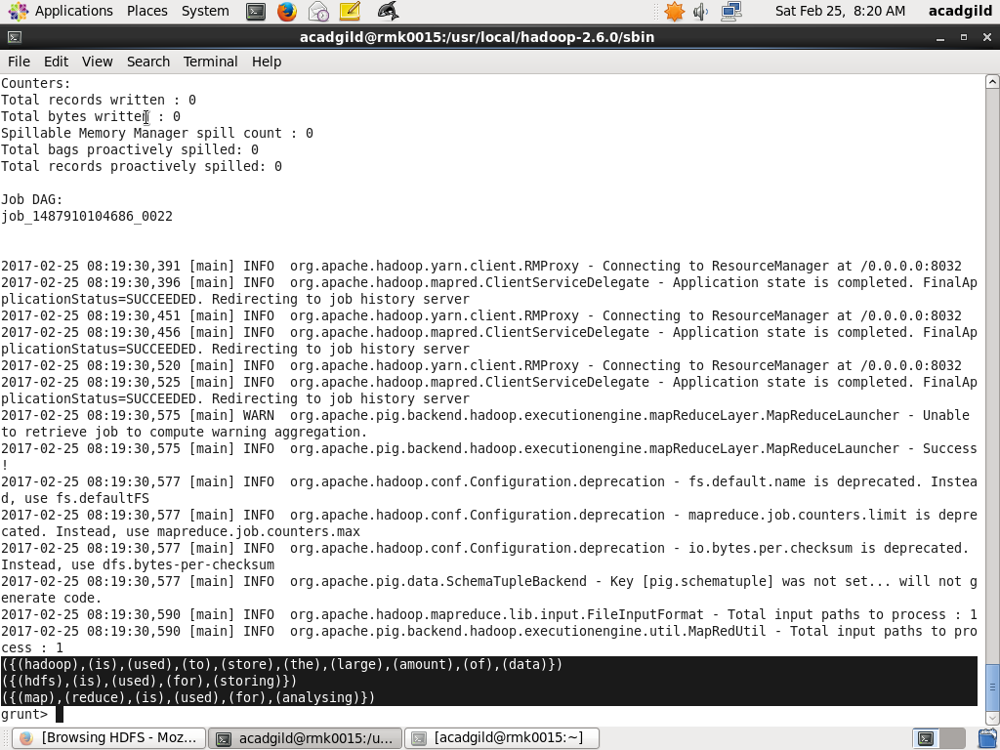 Applications Places System Sat Feb 25, 8:20 AM acadgild
acadgild@rmk0015:/usr/local/hadoop-2.6.0/sbin
File Edit View Search Terminal Help
Counters:
Total records written : 0
Total bytes written : 0
Spillable Memory Manager spill count : 0
Total bags proactively spilled: 0
Total records proactively spilled: 0
Job DAG:
job_1487910104686_0022
2017-02-25 08:19:30,391 [main] INFO  org.apache.hadoop.yarn.client.RMProxy - Connecting to ResourceManager at /0.0.0.0:8032
2017-02-25 08:19:30,396 [main] INFO  org.apache.hadoop.mapred.ClientServiceDelegate - Application state is completed. FinalAp
plicationStatus=SUCCEEDED. Redirecting to job history server
2017-02-25 08:19:30,451 [main] INFO  org.apache.hadoop.yarn.client.RMProxy - Connecting to ResourceManager at /0.0.0.0:8032
2017-02-25 08:19:30,456 [main] INFO  org.apache.hadoop.mapred.ClientServiceDelegate - Application state is completed. FinalAp
plicationStatus=SUCCEEDED. Redirecting to job history server
2017-02-25 08:19:30,520 [main] INFO  org.apache.hadoop.yarn.client.RMProxy - Connecting to ResourceManager at /0.0.0.0:8032
2017-02-25 08:19:30,525 [main] INFO  org.apache.hadoop.mapred.ClientServiceDelegate - Application state is completed. FinalAp
plicationStatus=SUCCEEDED. Redirecting to job history server
2017-02-25 08:19:30,575 [main] WARN  org.apache.pig.backend.hadoop.executionengine.mapReduceLayer.MapReduceLauncher - Unable
to retrieve job to compute warning aggregation.
2017-02-25 08:19:30,575 [main] INFO  org.apache.pig.backend.hadoop.executionengine.mapReduceLayer.MapReduceLauncher - Success
!
2017-02-25 08:19:30,577 [main] INFO  org.apache.hadoop.conf.Configuration.deprecation - fs.default.name is deprecated. Instea
d, use fs.defaultFS
2017-02-25 08:19:30,577 [main] INFO  org.apache.hadoop.conf.Configuration.deprecation - mapreduce.job.counters.limit is depre
cated. Instead, use mapreduce.job.counters.max
2017-02-25 08:19:30,577 [main] INFO  org.apache.hadoop.conf.Configuration.deprecation - io.bytes.per.checksum is deprecated.
Instead, use dfs.bytes-per-checksum
2017-02-25 08:19:30,577 [main] INFO  org.apache.pig.data.SchemaTupleBackend - Key [pig.schematuple] was not set... will not g
enerate code.
2017-02-25 08:19:30,590 [main] INFO  org.apache.hadoop.mapreduce.lib.input.FileInputFormat - Total input paths to process : 1
2017-02-25 08:19:30,590 [main] INFO  org.apache.pig.backend.hadoop.executionengine.util.MapRedUtil - Total input paths to pro
cess : 1
({(hadoop),(is),(used),(to),(store),(the),(large),(amount),(of),(data)})
({(hdfs),(is),(used),(for),(storing)})
({(map),(reduce),(is),(used),(for),(analysing)})
grunt>
[Browsing HDFS - Moz... acadgild@rmk0015:/u... [acadgild@rmk0015:~]